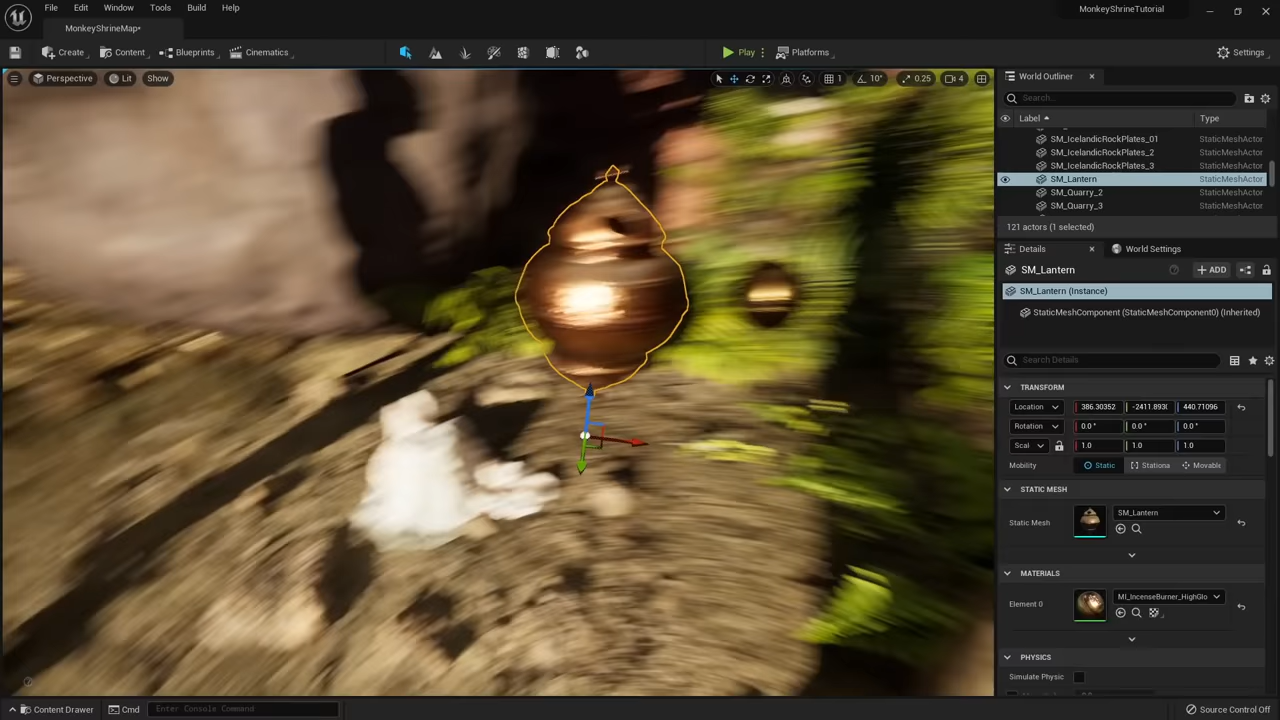 File Edit Window Tools Build Help
MonkeyShrineTutorial
MonkeyShrineMap*
Create Content Blueprints Cinematics Play Platforms Settings
Perspective Lit Show 1 10° 0.25 4
World Outliner
Search...
Label Type
SM_IcelandicRockPlates_01 StaticMeshActor
SM_IcelandicRockPlates_2 StaticMeshActor
SM_IcelandicRockPlates_3 StaticMeshActor
SM_Lantern StaticMeshActor
SM_Quarry_2 StaticMeshActor
SM_Quarry_3 StaticMeshActor
121 actors (1 selected)
Details World Settings
SM_Lantern + ADD
SM_Lantern (Instance)
StaticMeshComponent (StaticMeshComponent0) (Inherited)
Search Details
TRANSFORM
Location 386.30352 -2411.893( 440.71096
Rotation 0.0 ° 0.0 ° 0.0 °
Scal 1.0 1.0 1.0
Mobility Static Stationa Movable
STATIC MESH
Static Mesh SM_Lantern
MATERIALS
Element 0 MI_IncenseBurner_HighGlo
PHYSICS
Simulate Physic
Content Drawer Cmd Enter Console Command Source Control Off